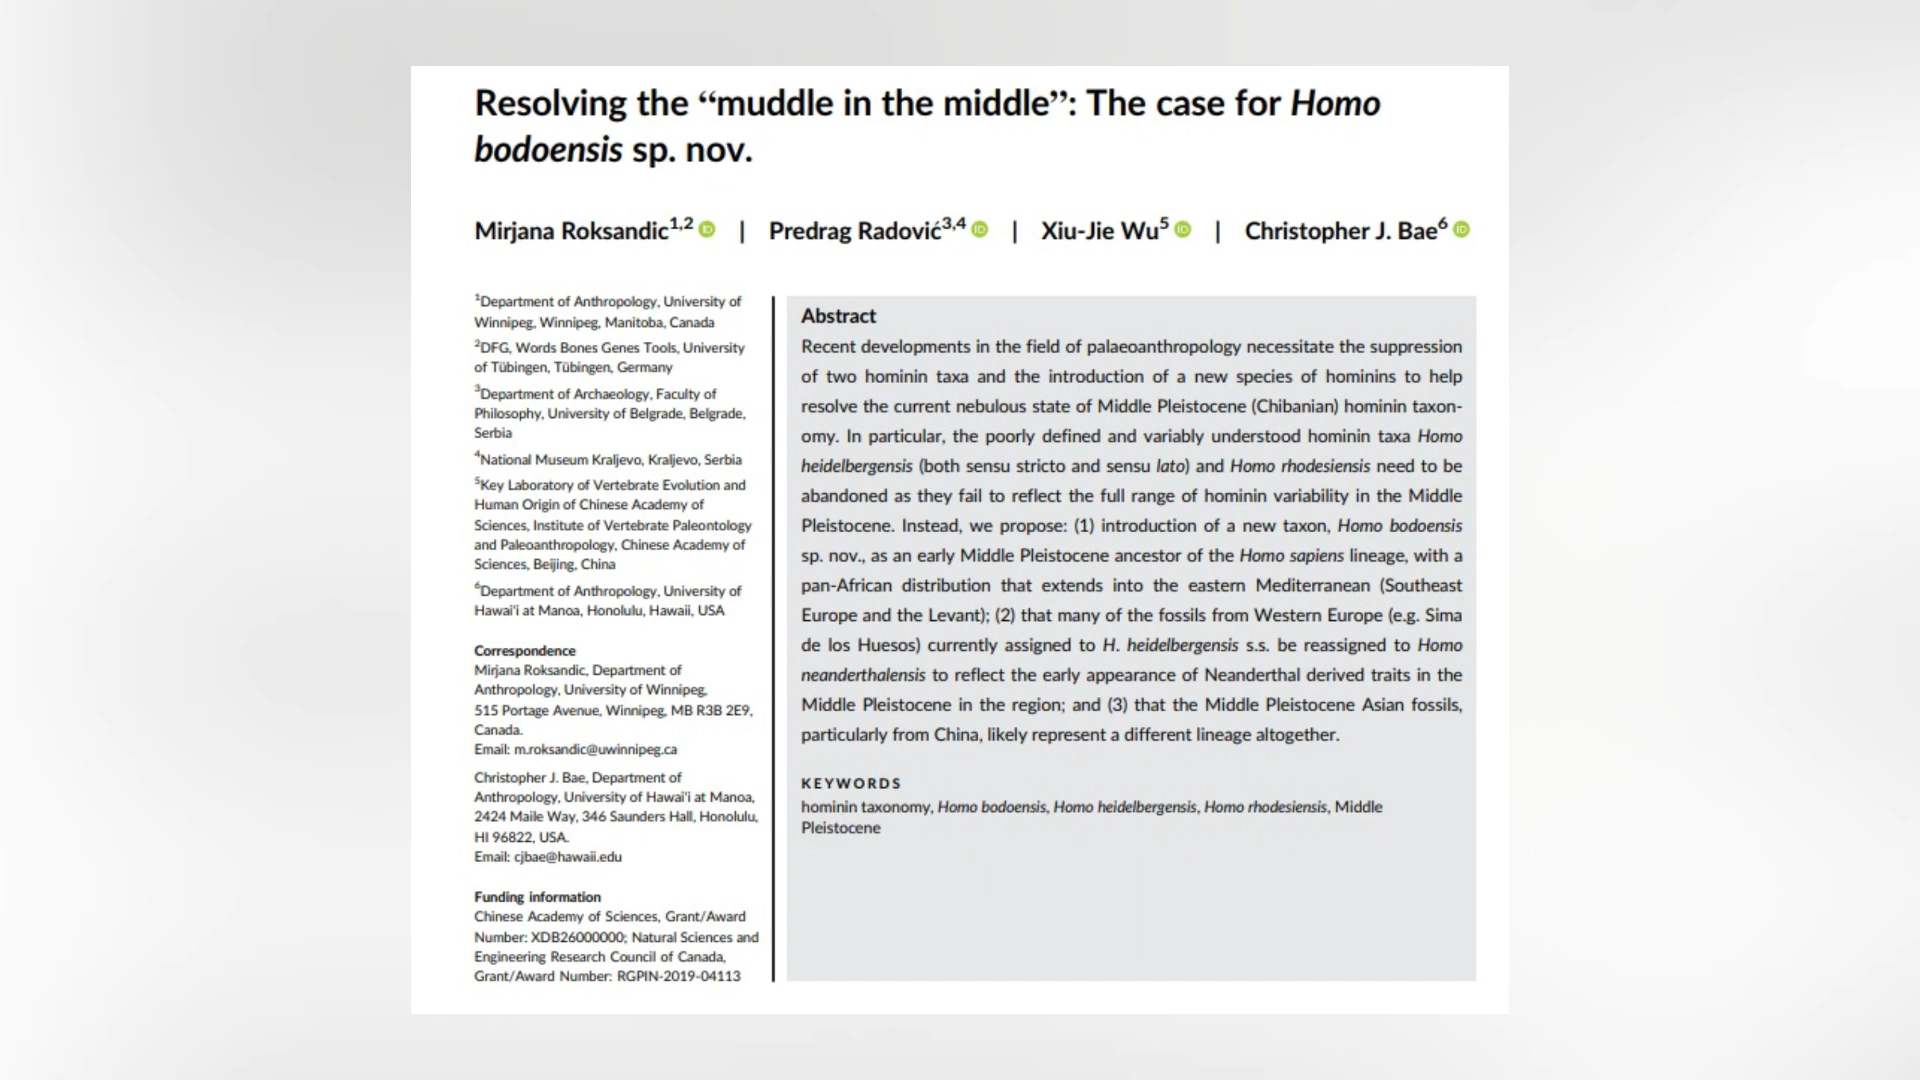 Resolving the “muddle in the middle”: The case for Homo
bodoensis sp. nov.
Mirjana Roksandic1,2 | Predrag Radović3,4 | Xiu-Jie Wu5 | Christopher J. Bae6
1Department of Anthropology, University of
Winnipeg, Winnipeg, Manitoba, Canada
2DFG, Words Bones Genes Tools, University
of Tübingen, Tübingen, Germany
3Department of Archaeology, Faculty of
Philosophy, University of Belgrade, Belgrade,
Serbia
4National Museum Kraljevo, Kraljevo, Serbia
5Key Laboratory of Vertebrate Evolution and
Human Origin of Chinese Academy of
Sciences, Institute of Vertebrate Paleontology
and Paleoanthropology, Chinese Academy of
Sciences, Beijing, China
6Department of Anthropology, University of
Hawai'i at Manoa, Honolulu, Hawaii, USA
Correspondence
Mirjana Roksandic, Department of
Anthropology, University of Winnipeg,
515 Portage Avenue, Winnipeg, MB R3B 2E9,
Canada.
Email: m.roksandic@uwinnipeg.ca
Christopher J. Bae, Department of
Anthropology, University of Hawai'i at Manoa,
2424 Maile Way, 346 Saunders Hall, Honolulu,
HI 96822, USA.
Email: cjbae@hawaii.edu
Funding information
Chinese Academy of Sciences, Grant/Award
Number: XDB26000000; Natural Sciences and
Engineering Research Council of Canada,
Grant/Award Number: RGPIN-2019-04113
Abstract
Recent developments in the field of palaeoanthropology necessitate the suppression
of two hominin taxa and the introduction of a new species of hominins to help
resolve the current nebulous state of Middle Pleistocene (Chibanian) hominin taxon-
omy. In particular, the poorly defined and variably understood hominin taxa Homo
heidelbergensis (both sensu stricto and sensu lato) and Homo rhodesiensis need to be
abandoned as they fail to reflect the full range of hominin variability in the Middle
Pleistocene. Instead, we propose: (1) introduction of a new taxon, Homo bodoensis
sp. nov., as an early Middle Pleistocene ancestor of the Homo sapiens lineage, with a
pan-African distribution that extends into the eastern Mediterranean (Southeast
Europe and the Levant); (2) that many of the fossils from Western Europe (e.g. Sima
de los Huesos) currently assigned to H. heidelbergensis s.s. be reassigned to Homo
neanderthalensis to reflect the early appearance of Neanderthal derived traits in the
Middle Pleistocene in the region; and (3) that the Middle Pleistocene Asian fossils,
particularly from China, likely represent a different lineage altogether.
KEYWORDS
hominin taxonomy, Homo bodoensis, Homo heidelbergensis, Homo rhodesiensis, Middle
Pleistocene